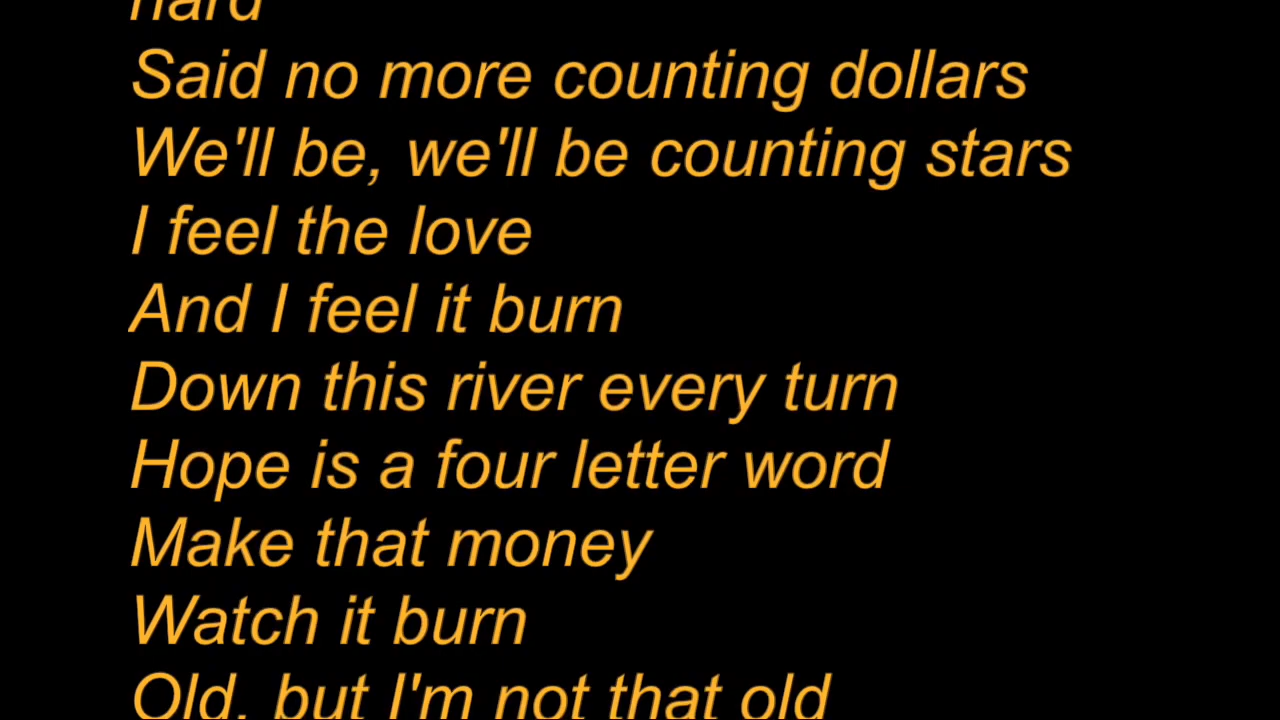 hard
Said no more counting dollars
We'll be, we'll be counting stars
I feel the love
And I feel it burn
Down this river every turn
Hope is a four letter word
Make that money
Watch it burn
Old, but I'm not that old